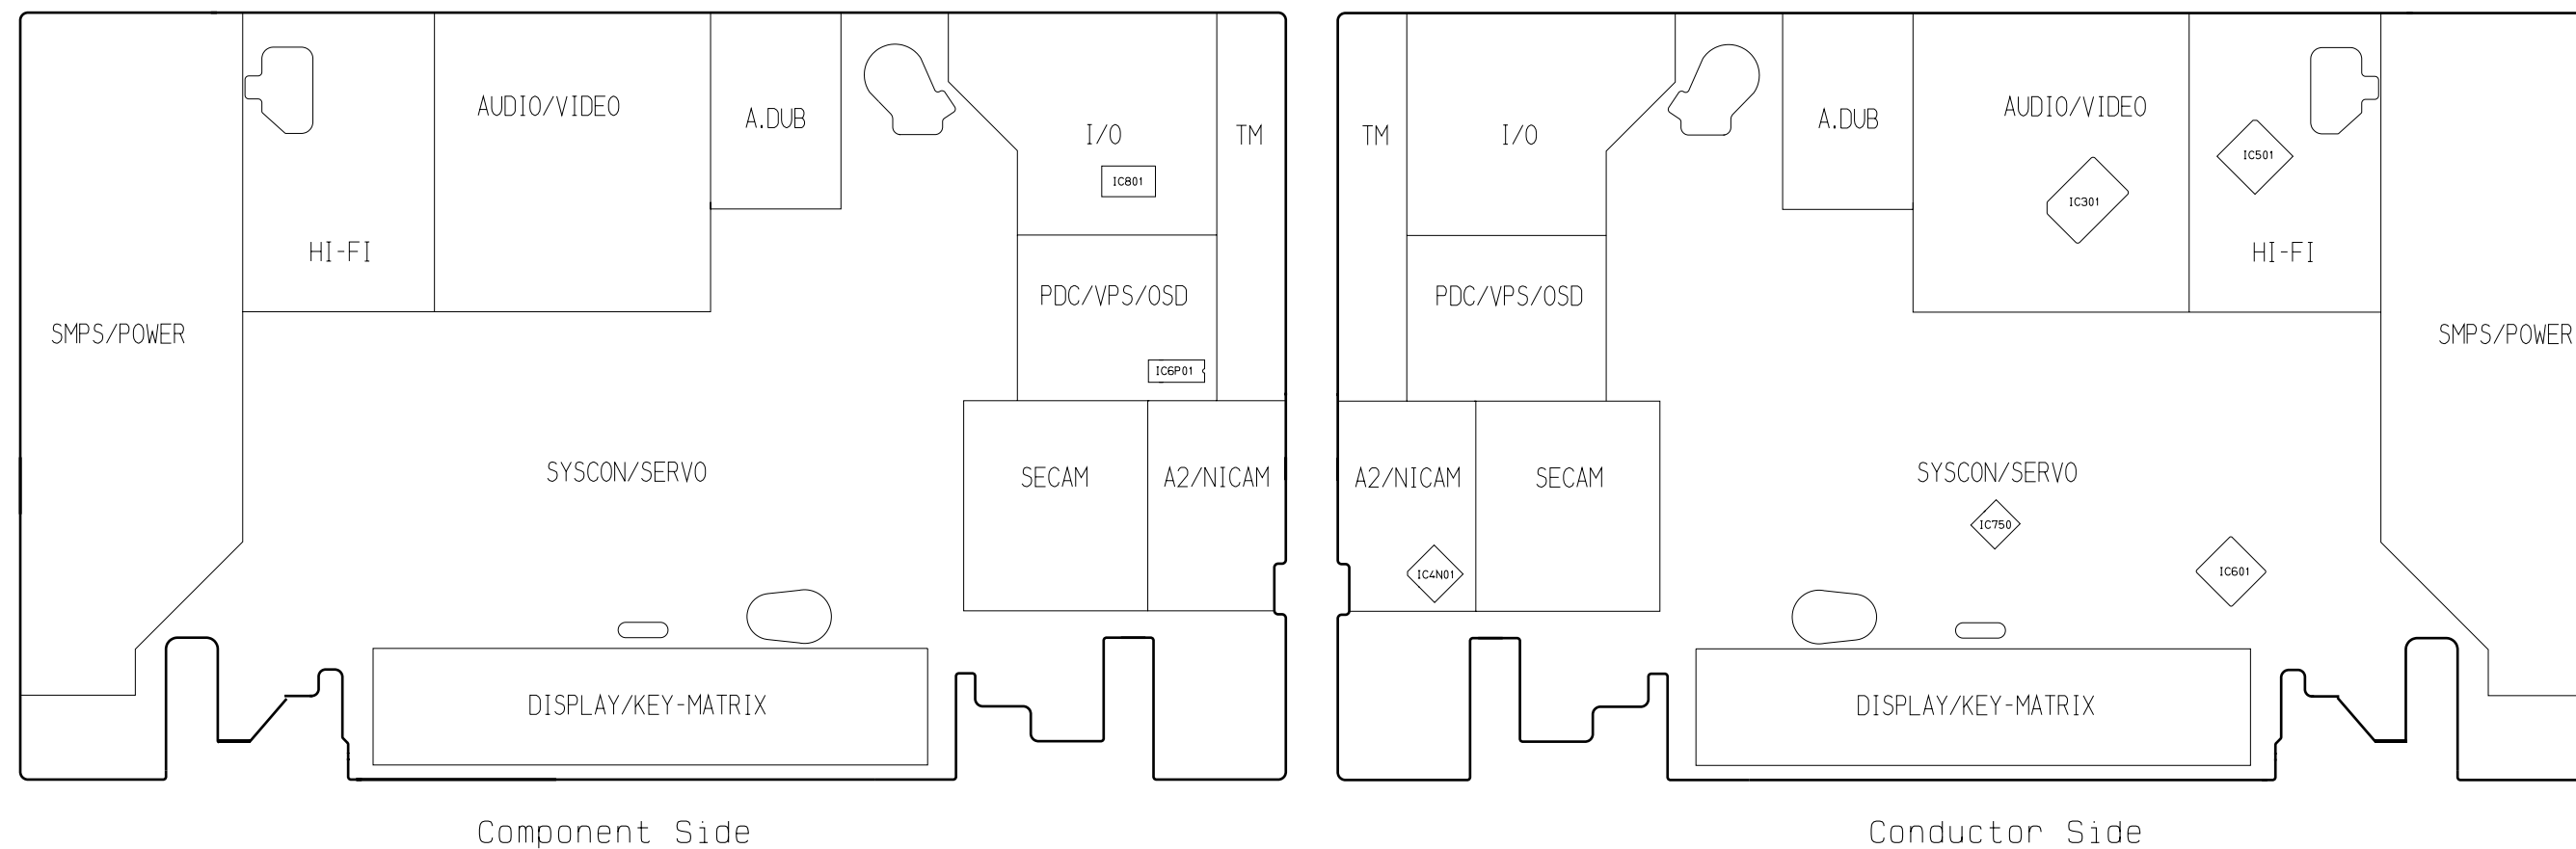 AUDIO/VIDEO
A.DUB
I/O
TM
IC801
HI-FI
PDC/VPS/OSD
SMPS/POWER
IC6P01
SYSCON/SERVO
SECAM
A2/NICAM
DISPLAY/KEY-MATRIX
Component Side
TM
I/O
A.DUB
AUDIO/VIDEO
IC501
IC301
HI-FI
PDC/VPS/OSD
SMPS/POWER
A2/NICAM
SECAM
SYSCON/SERVO
IC750
IC4N01
IC601
DISPLAY/KEY-MATRIX
Conductor Side